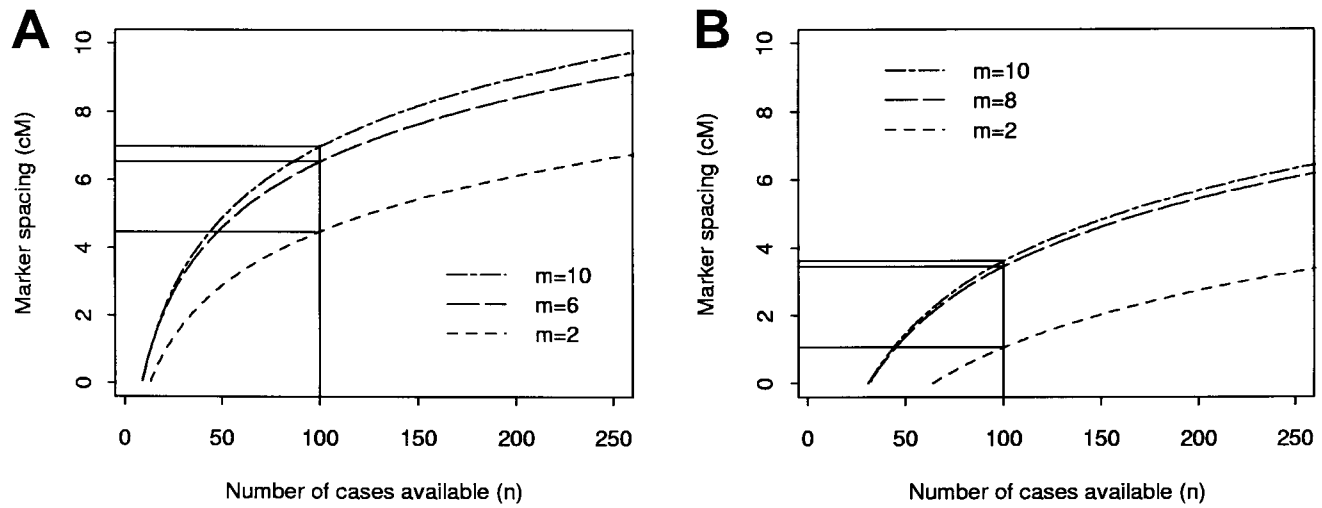 A
Marker spacing (cM)
10
8
6
4
2
0
m=10
m=6
m=2
0 50 100 150 200 250
Number of cases available (n)
B
Marker spacing (cM)
10
8
6
4
2
0
m=10
m=8
m=2
0 50 100 150 200 250
Number of cases available (n)